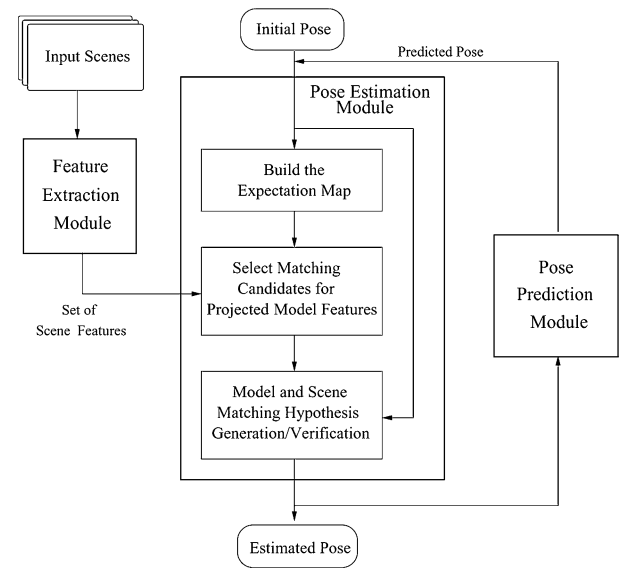 Input Scenes
Initial Pose
Predicted Pose
Pose Estimation
Module
Feature
Extraction
Module
Build the
Expectation Map
Select Matching
Candidates for
Projected Model Features
Set of
Scene Features
Pose
Prediction
Module
Model and Scene
Matching Hypothesis
Generation/Verification
Estimated Pose